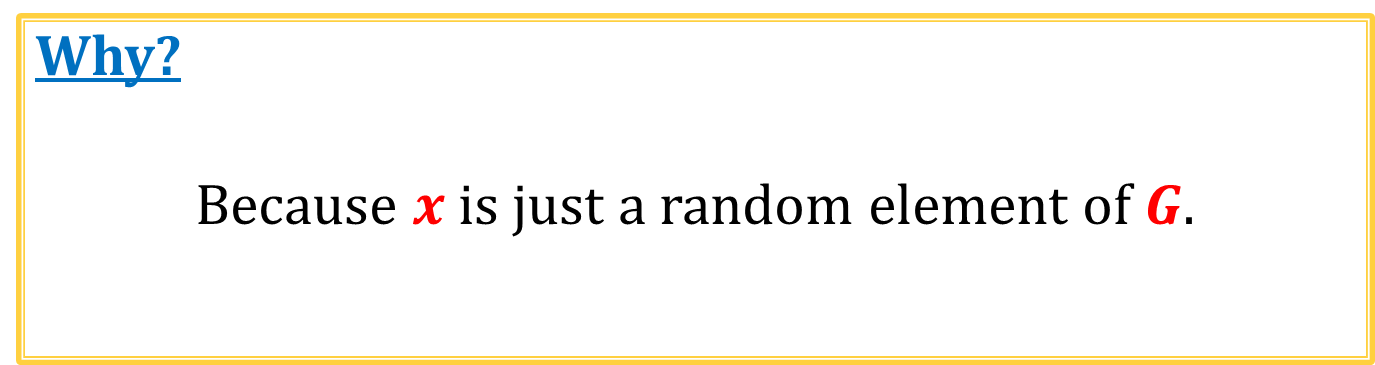 Why?
Because x is just a random element of G.